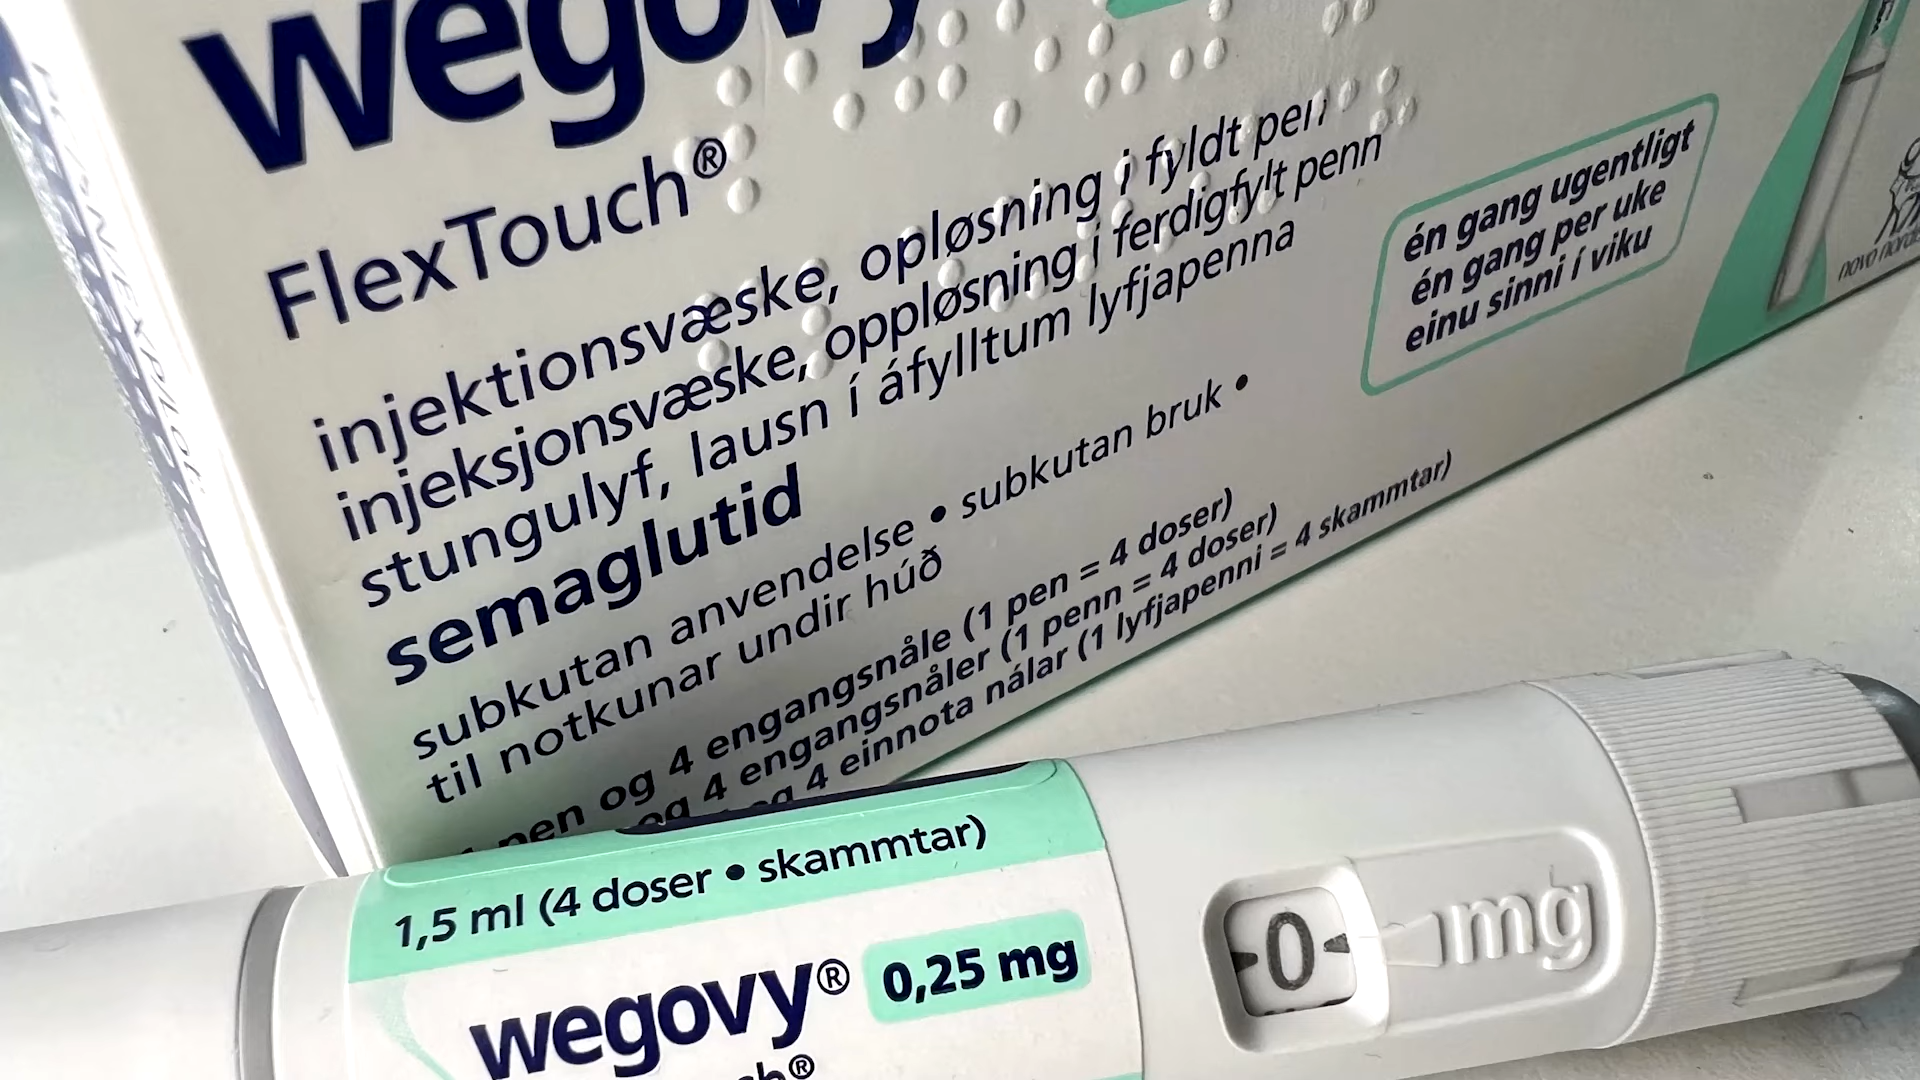 wegovy
FlexTouch®
injektionsvæske, opløsning i fyldt pen
injeksjonsvæske, oppløsning i ferdigfylt penn
stungulyf, lausn í áfylltum lyfjapenna
semaglutid
subkutan anvendelse • subkutan bruk •
til notkunar undir húð
1 pen og 4 engangsnåle (1 pen = 4 doser)
og 4 engangsnåler (1 penn = 4 doser)
og 4 einnota nálar (1 lyfjapenni = 4 skammtar)
én gang ugentligt
én gang per uke
einu sinni í viku
novo
1,5 ml (4 doser • skammtar)
wegovy® 0,25 mg
0 mg